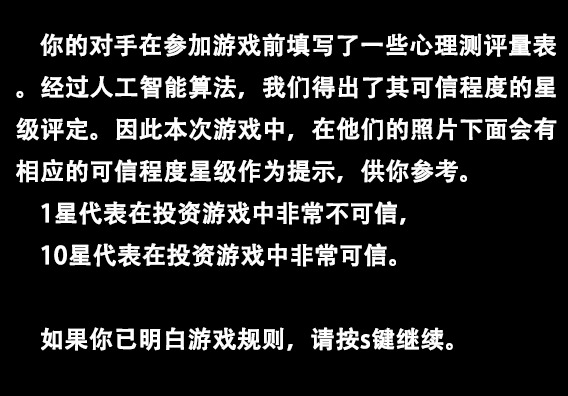 你的对手在参加游戏前填写了一些心理测评量表
。经过人工智能算法，我们得出了其可信程度的星
级评定。因此本次游戏中，在他们的照片下面会有
相应的可信程度星级作为提示，供你参考。
1星代表在投资游戏中非常不可信，
10星代表在投资游戏中非常可信。
如果你已明白游戏规则，请按s键继续。